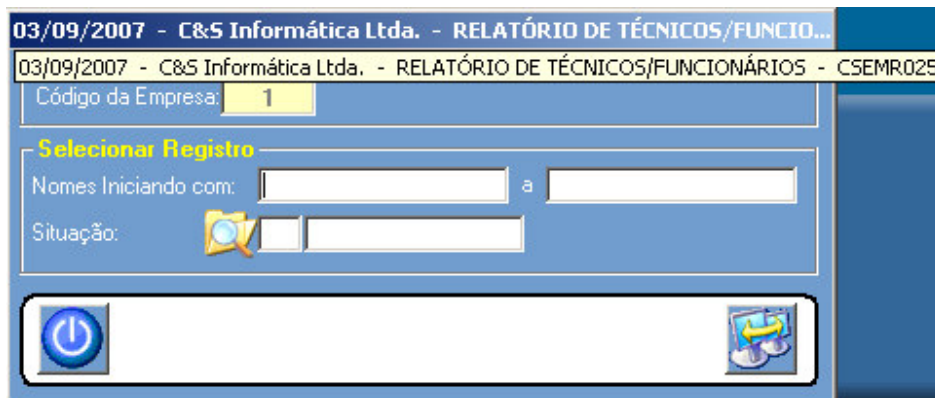 03/09/2007 - C&S Informática Ltda. - RELATÓRIO DE TÉCNICOS/FUNCIO...
03/09/2007 - C&S Informática Ltda. - RELATÓRIO DE TÉCNICOS/FUNCIONÁRIOS - CSEMR025
Código da Empresa: 1
Selecionar Registro
Nomes Iniciando com: a
Situação: